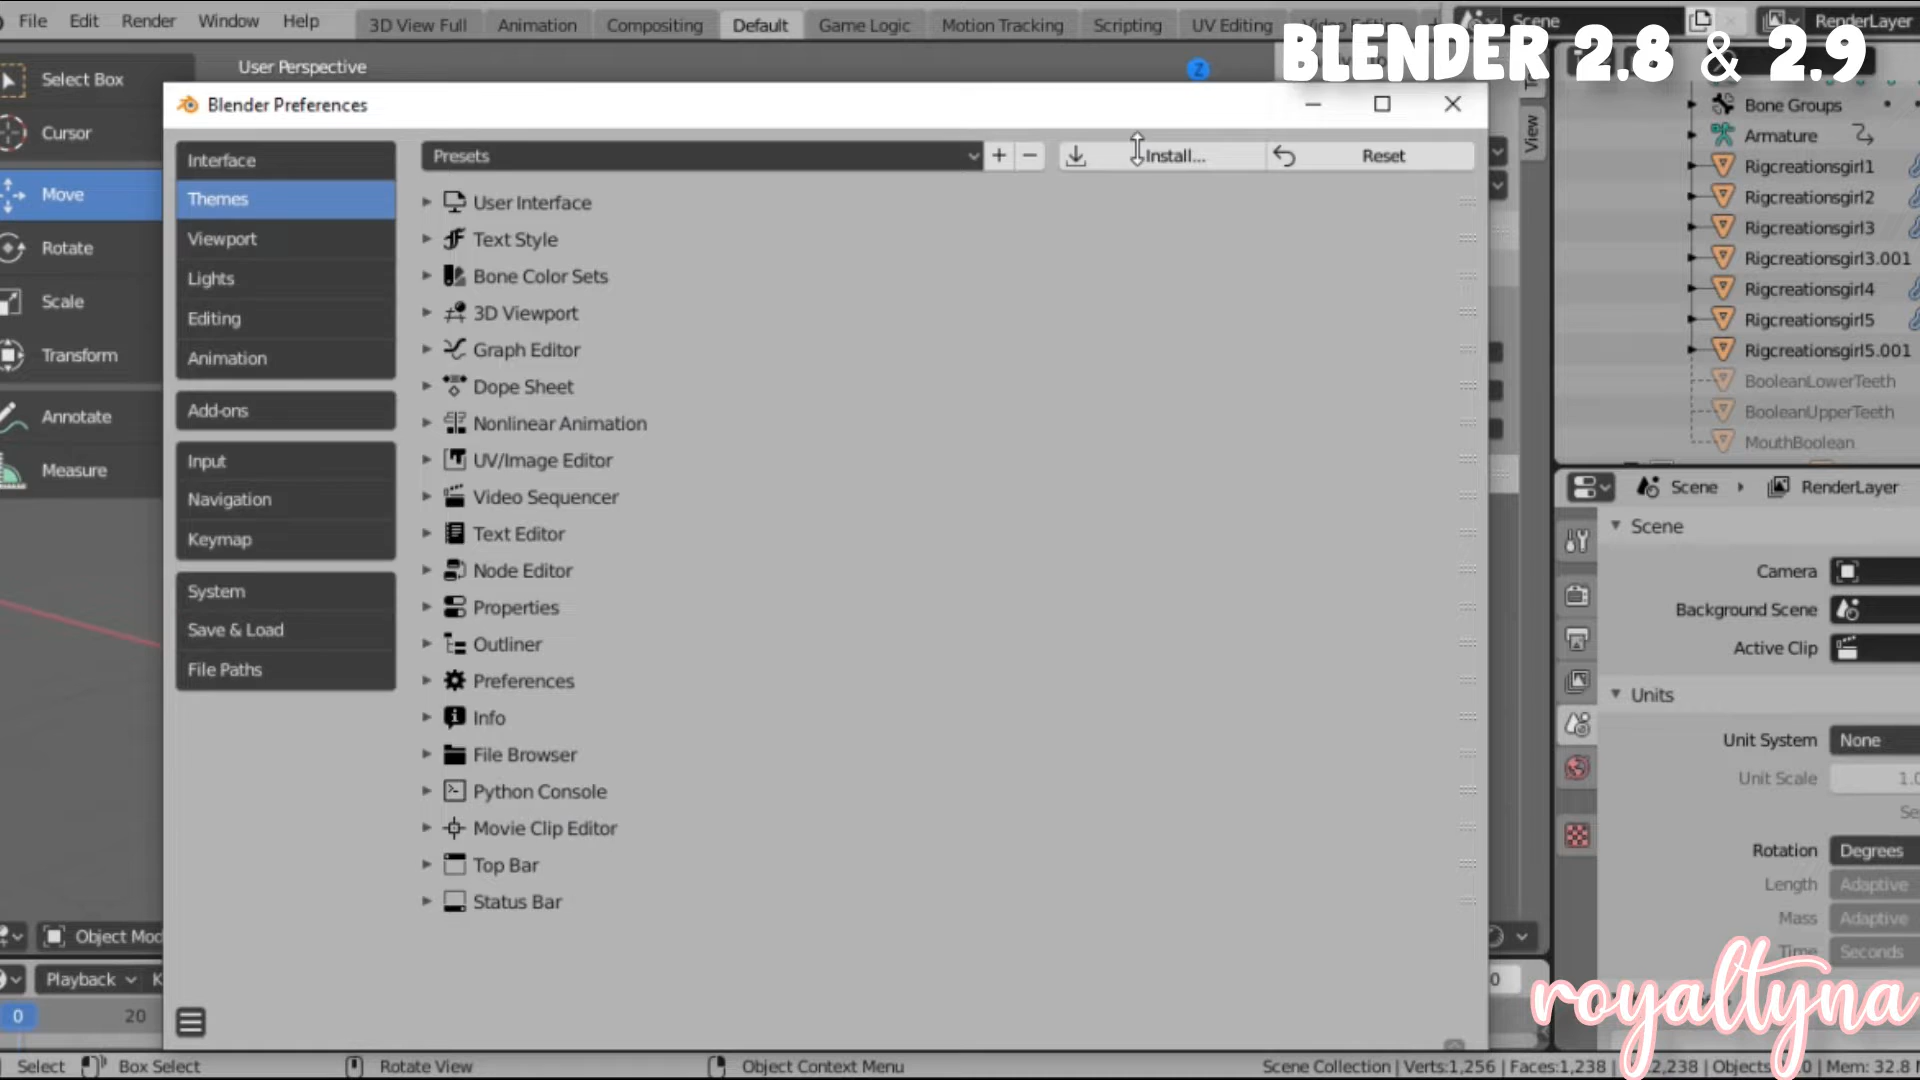 File Edit Render Window Help
3D View Full Animation Compositing Default Game Logic Motion Tracking Scripting UV Editing Video Editing
Scene
RenderLayer
BLENDER 2.8 & 2.9
Select Box
Cursor
Move
Rotate
Scale
Transform
Annotate
Measure
User Perspective
Z
Blender Preferences
Interface
Themes
Viewport
Lights
Editing
Animation
Add-ons
Input
Navigation
Keymap
System
Save & Load
File Paths
Presets
Install...
Reset
User Interface
Text Style
Bone Color Sets
3D Viewport
Graph Editor
Dope Sheet
Nonlinear Animation
UV/Image Editor
Video Sequencer
Text Editor
Node Editor
Properties
Outliner
Preferences
Info
File Browser
Python Console
Movie Clip Editor
Top Bar
Status Bar
View
Bone Groups
Armature
Rigcreationsgirl1
Rigcreationsgirl2
Rigcreationsgirl3
Rigcreationsgirl3.001
Rigcreationsgirl4
Rigcreationsgirl5
Rigcreationsgirl5.001
BooleanLowerTeeth
BooleanUpperTeeth
MouthBoolean
Scene RenderLayer
Scene
Camera
Background Scene
Active Clip
Units
Unit System None
Unit Scale 1.0
Se
Rotation Degrees
Length Adaptive
Mass Adaptive
Time Seconds
royaltyna
Object Mod
Playback K
0 20
0
Select Box Select Rotate View Object Context Menu
Scene Collection | Verts:1,256 | Faces:1,238 | 2,238 | Objects 0 | Mem: 32.8 M